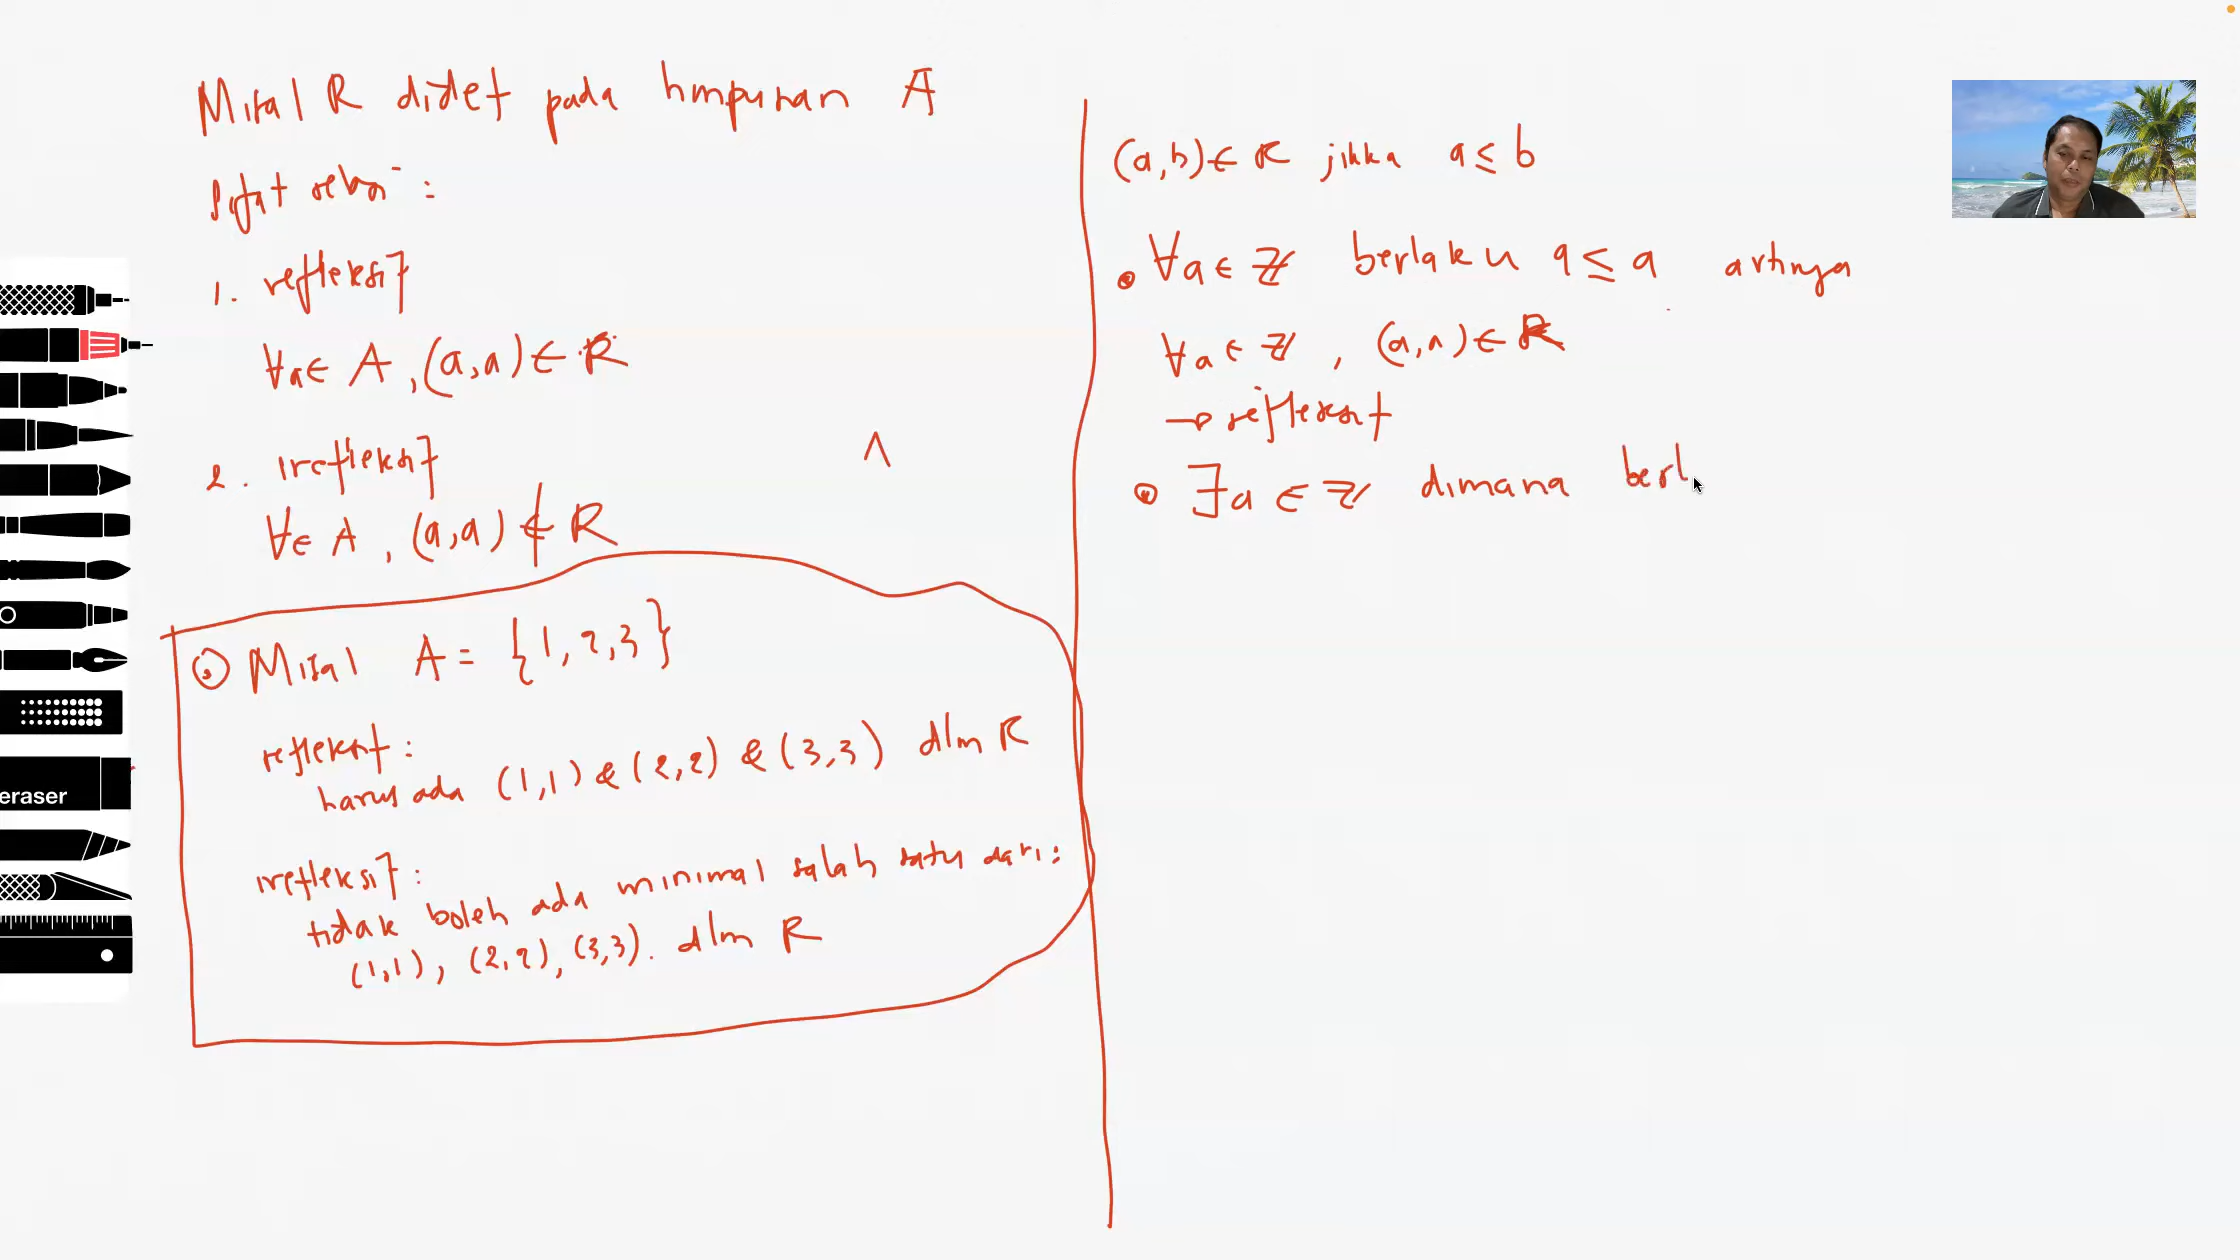 Misal R didef pada himpunan A
Sifat sebai² :
1. refleksif
∀a∈ A , (a,a) ∈ R
2. irefleksif
∀∈ A , (a,a) ∉ R
^
Misal A = {1, 2, 3}
refleksif :
harus ada (1,1) & (2,2) & (3,3) dlm R
irefleksif :
tidak boleh ada minimal salah satu dari :
(1,1), (2,2), (3,3). dlm R
(a,b) ∈ R jikka a ≤ b
∀a ∈ ℤ berlaku a ≤ a artinya
∀a ∈ ℤ , (a,a) ∈ R
→ refleksif
∃a ∈ ℤ dimana berl
eraser